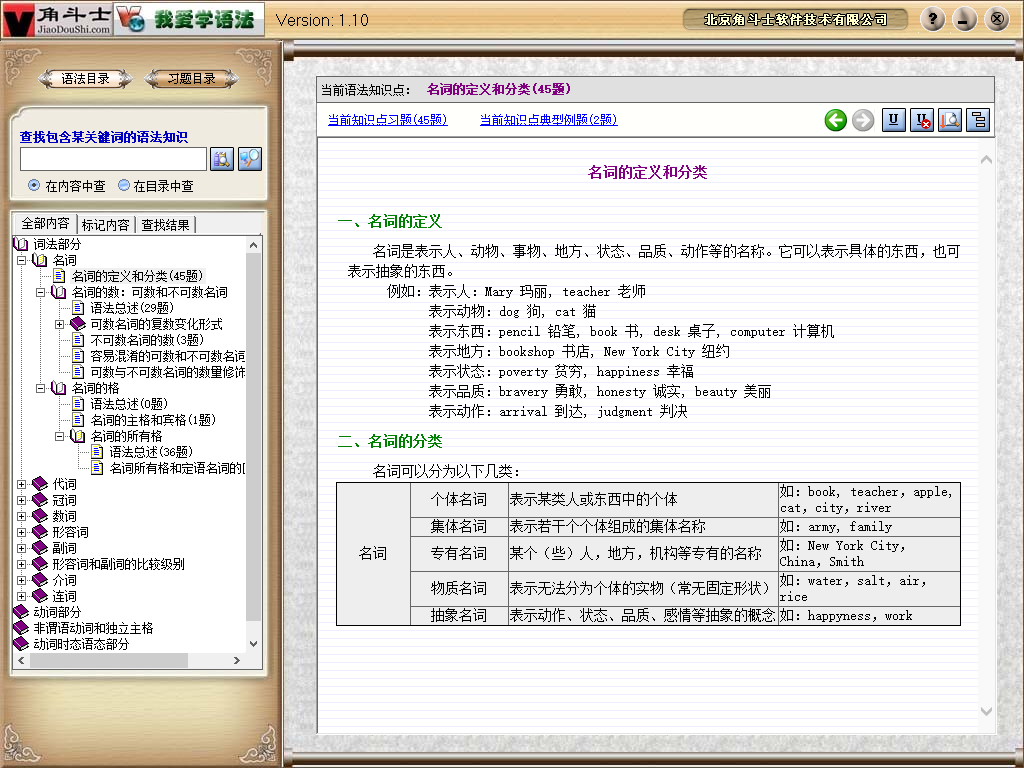 角斗士
JiaoDouShi.com
我爱学语法
Version: 1.10
北京角斗士软件技术有限公司
?
语法目录
习题目录
查找包含某关键词的语法知识
在内容中查
在目录中查
全部内容
标记内容
查找结果
词法部分
名词
名词的定义和分类(45题)
名词的数: 可数和不可数名词
语法总述(29题)
可数名词的复数变化形式
不可数名词的数(3题)
容易混淆的可数和不可数名词
可数与不可数名词的数量修饰
名词的格
语法总述(0题)
名词的主格和宾格(1题)
名词的所有格
语法总述(36题)
名词所有格和定语名词的
代词
冠词
数词
形容词
副词
形容词和副词的比较级别
介词
连词
动词部分
非谓语动词和独立主格
动词时态语态部分
当前语法知识点:
名词的定义和分类(45题)
当前知识点习题(45题)
当前知识点典型例题(2题)
名词的定义和分类
一、名词的定义
名词是表示人、动物、事物、地方、状态、品质、动作等的名称。它可以表示具体的东西，也可
表示抽象的东西。
例如: 表示人: Mary 玛丽, teacher 老师
表示动物: dog 狗, cat 猫
表示东西: pencil 铅笔, book 书, desk 桌子, computer 计算机
表示地方: bookshop 书店, New York City 纽约
表示状态: poverty 贫穷, happiness 幸福
表示品质: bravery 勇敢, honesty 诚实, beauty 美丽
表示动作: arrival 到达, judgment 判决
二、名词的分类
名词可以分为以下几类:
名词
个体名词
表示某类人或东西中的个体
如: book, teacher, apple,
cat, city, river
集体名词
表示若干个个体组成的集体名称
如: army, family
专有名词
某个（些）人，地方，机构等专有的名称
如: New York City,
China, Smith
物质名词
表示无法分为个体的实物（常无固定形状）
如: water, salt, air,
rice
抽象名词
表示动作、状态、品质、感情等抽象的概念
如: happyness, work